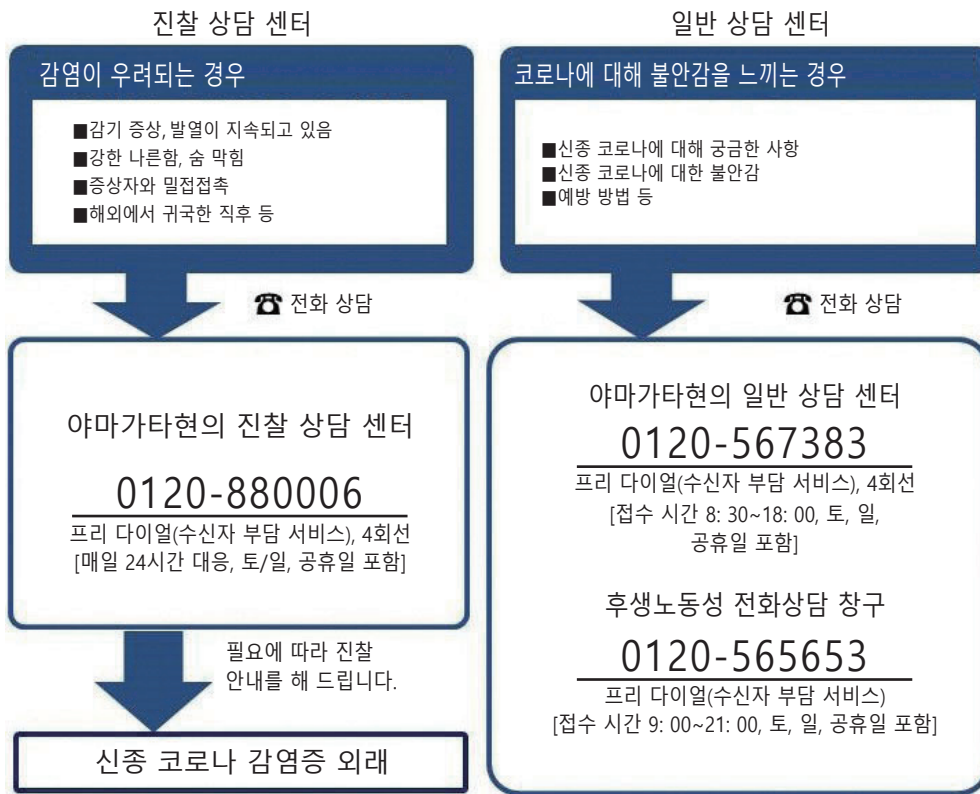 진찰 상담 센터
감염이 우려되는 경우
■감기 증상, 발열이 지속되고 있음
■강한 나른함, 숨 막힘
■증상자와 밀접접촉
■해외에서 귀국한 직후 등
☎ 전화 상담
야마가타현의 진찰 상담 센터
0120-880006
프리 다이얼(수신자 부담 서비스), 4회선
[매일 24시간 대응, 토/일, 공휴일 포함]
필요에 따라 진찰
안내를 해 드립니다.
신종 코로나 감염증 외래
일반 상담 센터
코로나에 대해 불안감을 느끼는 경우
■신종 코로나에 대해 궁금한 사항
■신종 코로나에 대한 불안감
■예방 방법 등
☎ 전화 상담
야마가타현의 일반 상담 센터
0120-567383
프리 다이얼(수신자 부담 서비스), 4회선
[접수 시간 8: 30~18: 00, 토, 일,
공휴일 포함]
후생노동성 전화상담 창구
0120-565653
프리 다이얼(수신자 부담 서비스)
[접수 시간 9: 00~21: 00, 토, 일, 공휴일 포함]